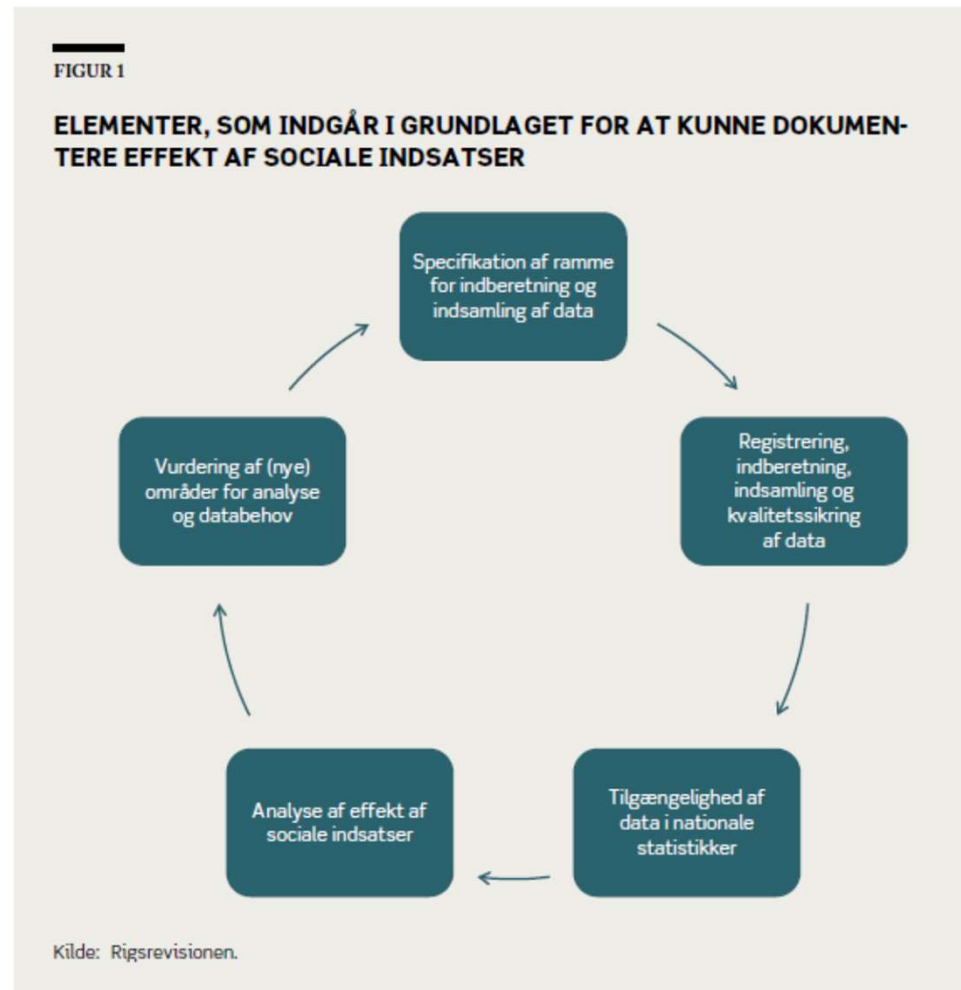 FIGUR 1
ELEMENTER, SOM INDGÅR I GRUNDLAGET FOR AT KUNNE DOKUMEN-
TERE EFFEKT AF SOCIALE INDSATSER
Specifikation af ramme
for indberetning og
indsamling af data
Registrering,
indberetning,
indsamling og
kvalitetssikring
af data
Tilgængelighed af
data i nationale
statistikker
Analyse af effekt af
sociale indsatser
Vurdering af (nye)
områder for analyse
og databehov
Kilde: Rigsrevisionen.